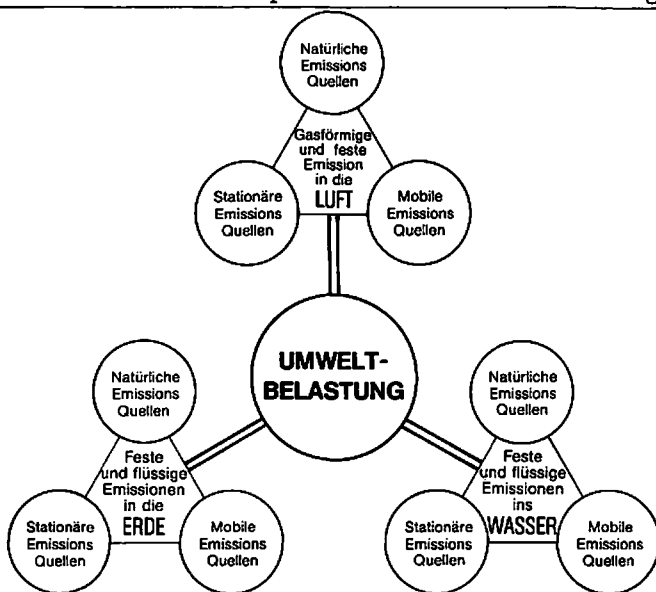 Natürliche
Emissions
Quellen
Gasförmige
und feste
Emission
in die
LUFT
Stationäre
Emissions
Quellen
Mobile
Emissions
Quellen
UMWELT-
BELASTUNG
Natürliche
Emissions
Quellen
Feste
und flüssige
Emissionen
in die
ERDE
Stationäre
Emissions
Quellen
Mobile
Emissions
Quellen
Natürliche
Emissions
Quellen
Feste
und flüssige
Emissionen
ins
WASSER
Stationäre
Emissions
Quellen
Mobile
Emissions
Quellen